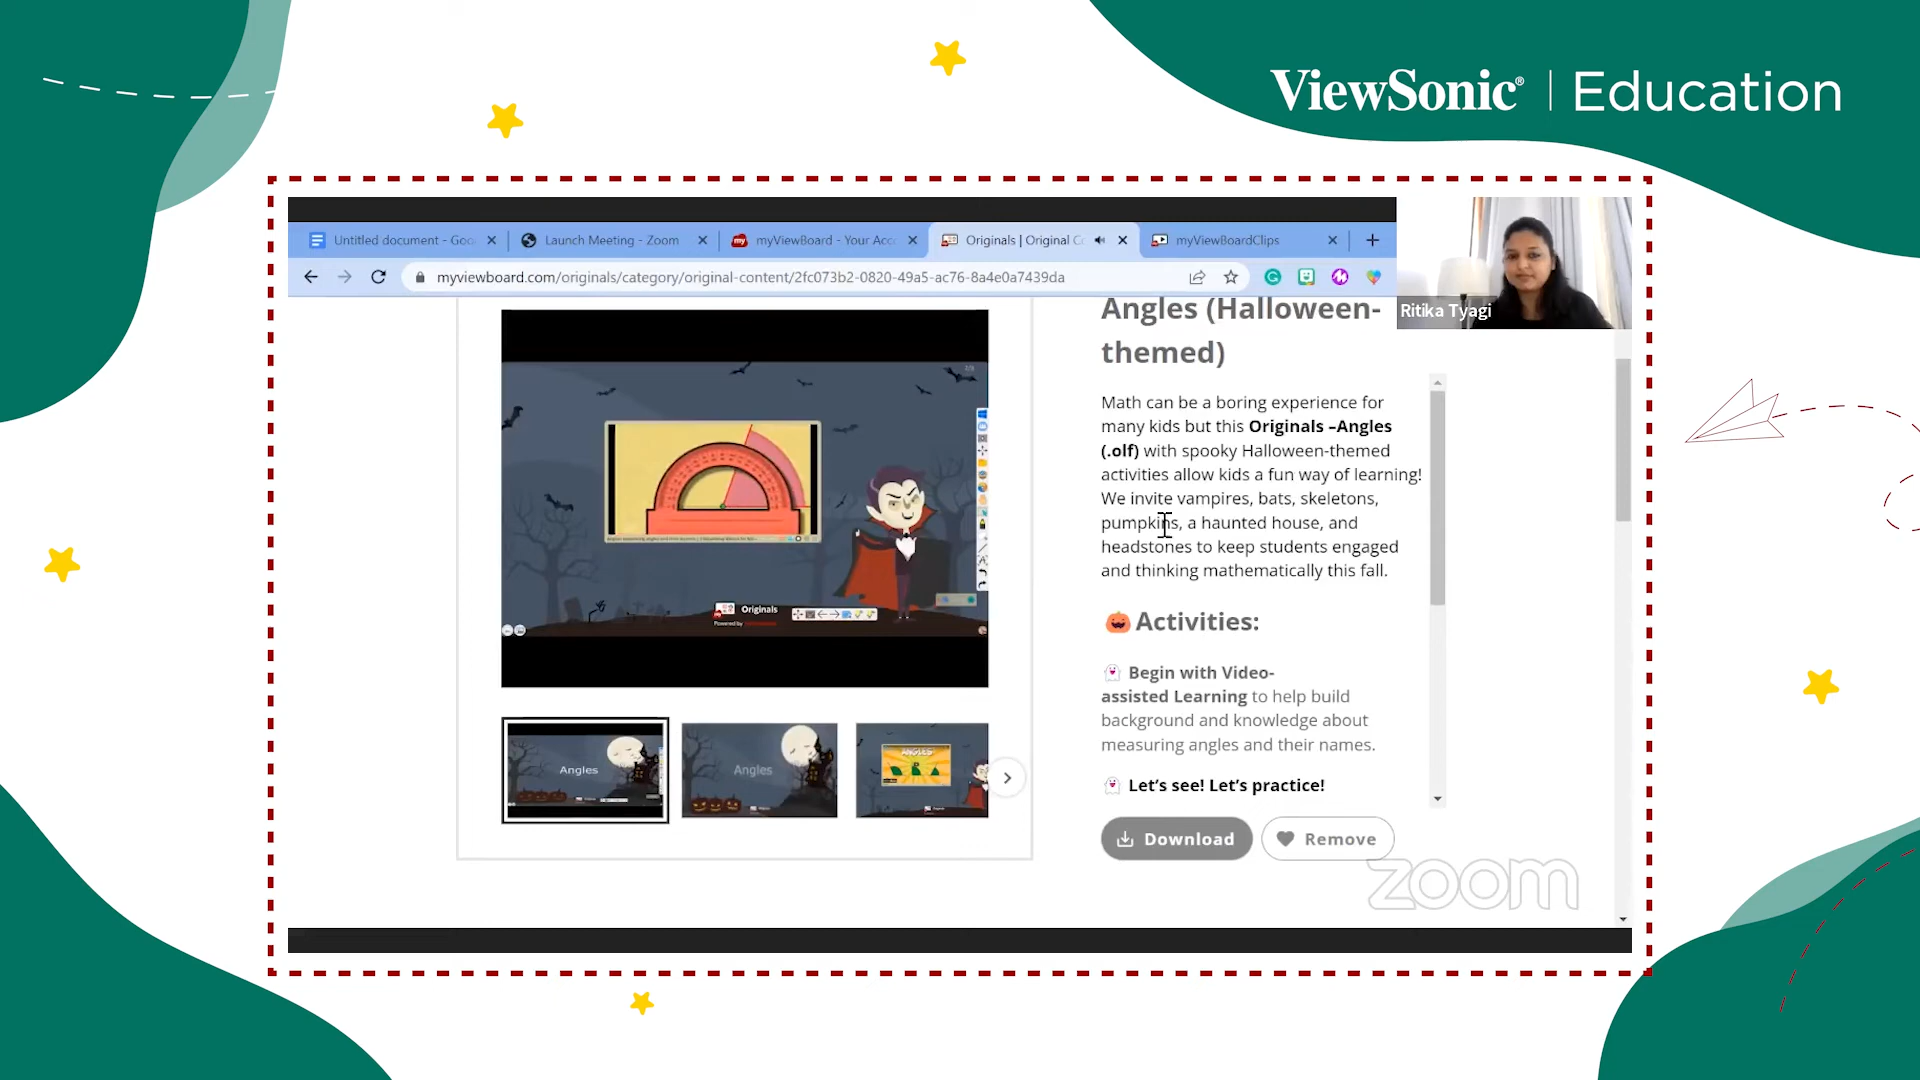 ViewSonic® | Education
Untitled document - Goo
Launch Meeting - Zoom
myViewBoard - Your Acc
Originals | Original Co
myViewBoardClips
myviewboard.com/originals/category/original-content/2fc073b2-0820-49a5-ac76-8a4e0a7439da
Ritika Tyagi
Angles (Halloween-
themed)
Math can be a boring experience for
many kids but this Originals –Angles
(.olf) with spooky Halloween-themed
activities allow kids a fun way of learning!
We invite vampires, bats, skeletons,
pumpkins, a haunted house, and
headstones to keep students engaged
and thinking mathematically this fall.
Activities:
Begin with Video-
assisted Learning to help build
background and knowledge about
measuring angles and their names.
Let’s see! Let’s practice!
Download
Remove
Originals
Powered by
Angles
Angles
ANGLES
zoom